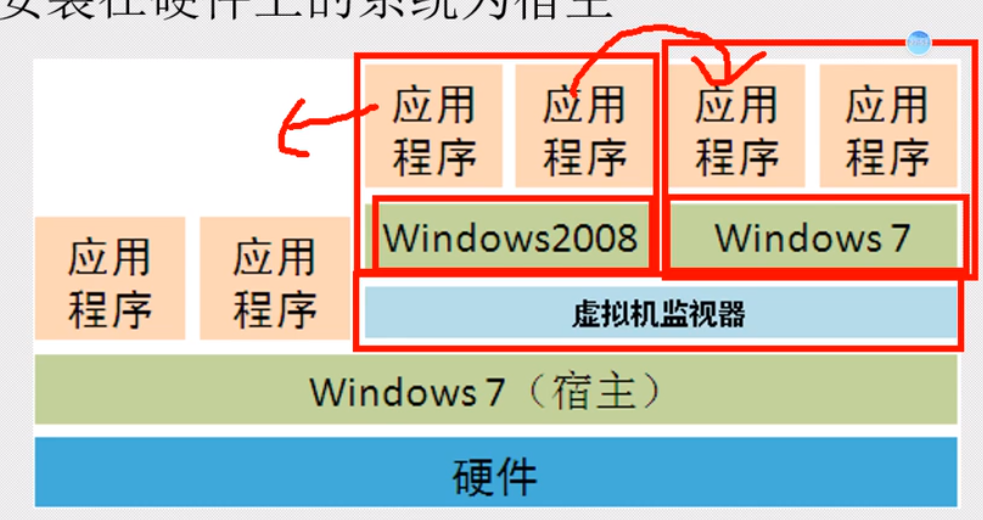 安装在硬件上的系统为宿主
应用 应用 应用 应用
程序 程序 程序 程序
Windows2008 Windows 7
应用 应用
程序 程序
虚拟机监视器
Windows 7（宿主）
硬件